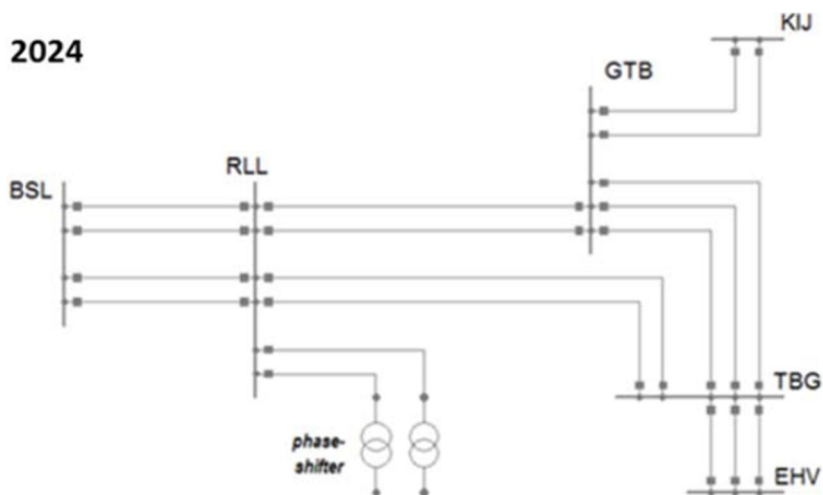 KIJ
2024
GTB
RLL
BSL
TBG
phase-
shifter
EHV